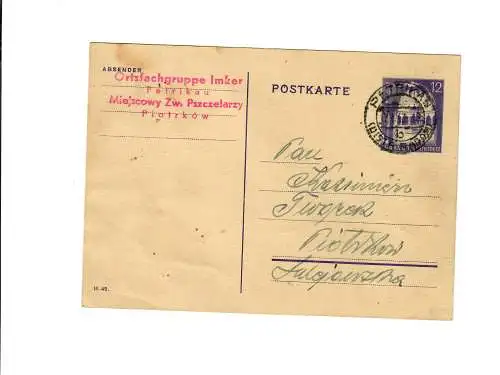 ABSENDER
Ortsfachgruppe Imker
Petrikau
Miejscowy Zw. Pszczelarzy
Piotrków
POSTKARTE
12
Pan
Kazimierz
Piotrków